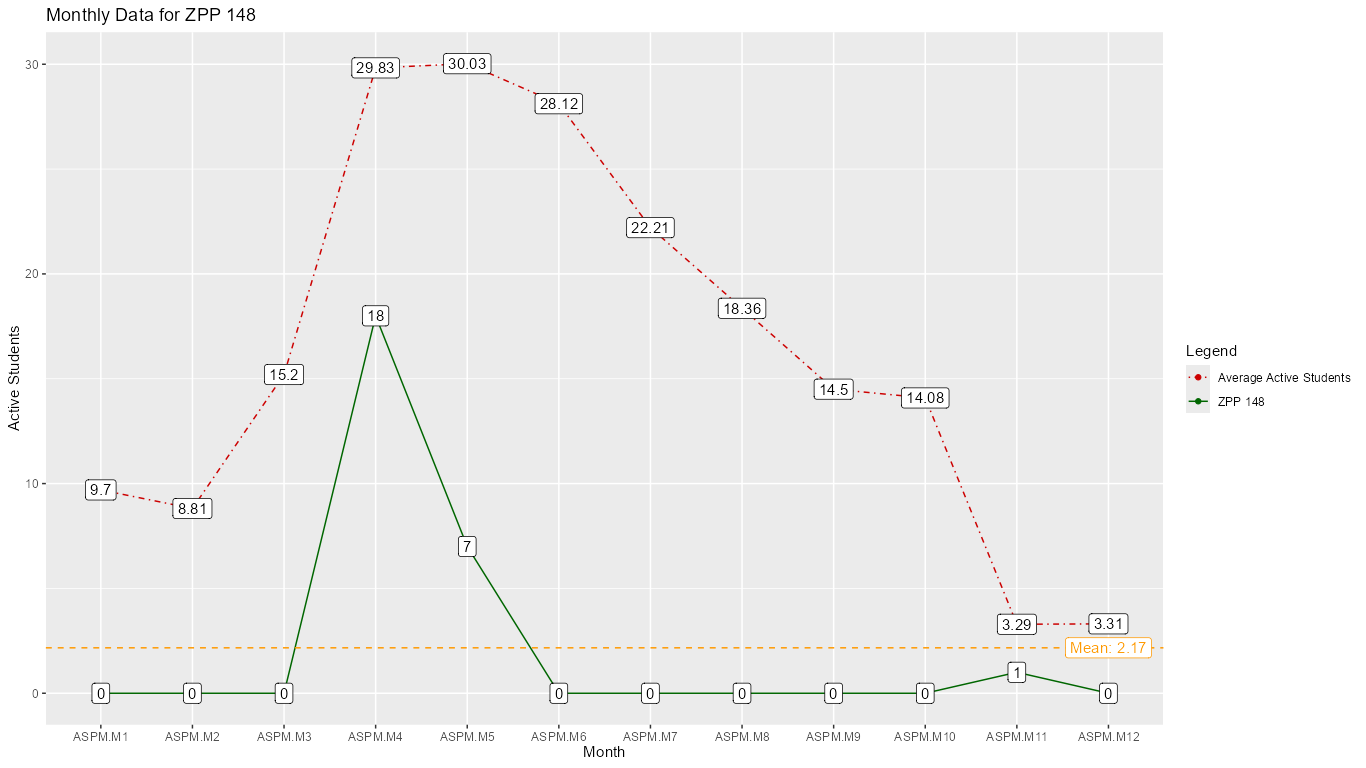 Monthly Data for ZPP 148
Active Students
30
20
10
0
9.7
8.81
15.2
29.83
30.03
28.12
22.21
18.36
14.5
14.08
3.29
3.31
Mean: 2.17
0
0
0
18
7
0
0
0
0
0
1
0
ASPM.M1
ASPM.M2
ASPM.M3
ASPM.M4
ASPM.M5
ASPM.M6
ASPM.M7
ASPM.M8
ASPM.M9
ASPM.M10
ASPM.M11
ASPM.M12
Month
Legend
Average Active Students
ZPP 148